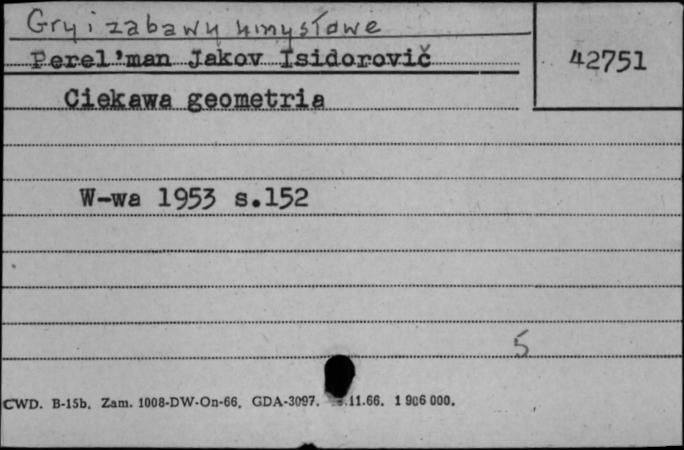 Gry i zabawy umysłowe
Perel'man Jakov Isidorovič
42751
Ciekawa geometria
W-wa 1953 s.152
5
CWD. B-15b. Zam. 1008-DW-On-66. GDA-3097. .11.66. 1 906 000.